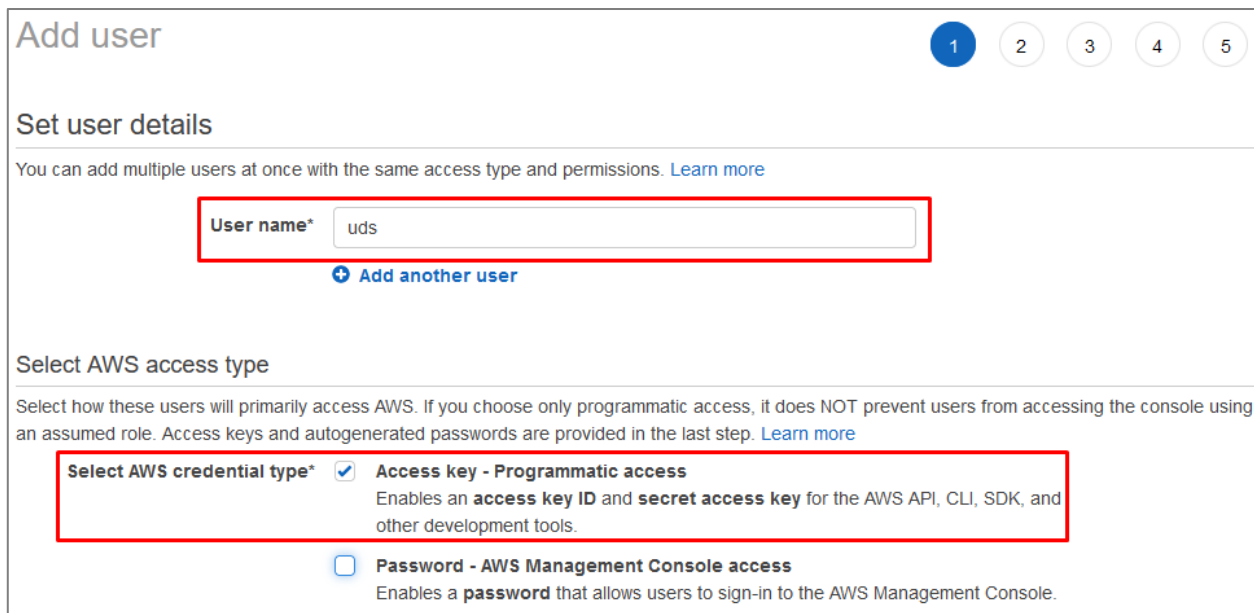 Add user
1 2 3 4 5
Set user details
You can add multiple users at once with the same access type and permissions. Learn more
User name* uds
Add another user
Select AWS access type
Select how these users will primarily access AWS. If you choose only programmatic access, it does NOT prevent users from accessing the console using
an assumed role. Access keys and autogenerated passwords are provided in the last step. Learn more
Select AWS credential type* Access key - Programmatic access
Enables an access key ID and secret access key for the AWS API, CLI, SDK, and
other development tools.
Password - AWS Management Console access
Enables a password that allows users to sign-in to the AWS Management Console.